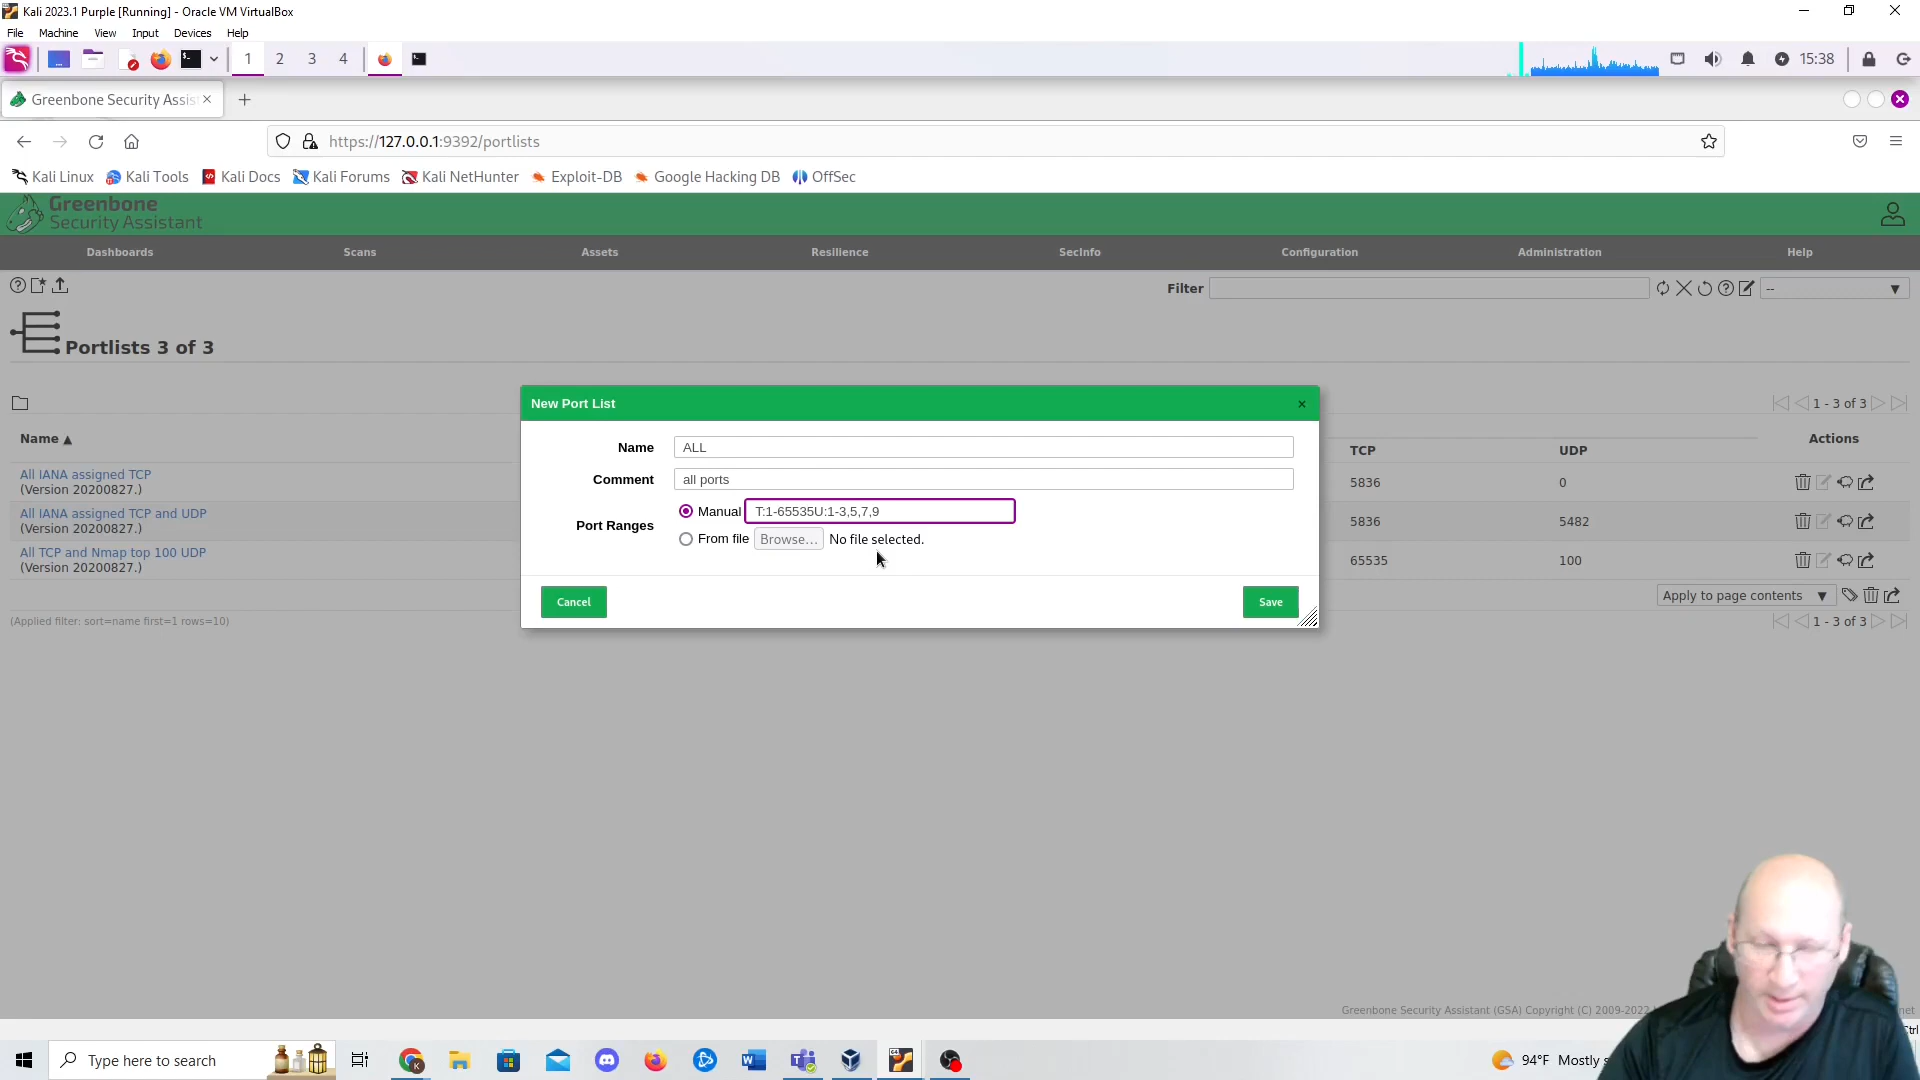 Kali 2023.1 Purple [Running] - Oracle VM VirtualBox
File Machine View Input Devices Help
1 2 3 4 15:38
Greenbone Security Assis
https://127.0.0.1:9392/portlists
Kali Linux Kali Tools Kali Docs Kali Forums Kali NetHunter Exploit-DB Google Hacking DB OffSec
Greenbone
Security Assistant
Dashboards Scans Assets Resilience SecInfo Configuration Administration Help
Filter --
Portlists 3 of 3
New Port List ×
1 - 3 of 3
Name ▲ TCP UDP Actions
Name ALL
Comment all ports
Port Ranges
Manual T:1-65535U:1-3,5,7,9
From file Browse... No file selected.
Cancel Save
All IANA assigned TCP 5836 0
(Version 20200827.)
All IANA assigned TCP and UDP 5836 5482
(Version 20200827.)
All TCP and Nmap top 100 UDP 65535 100
(Version 20200827.)
Apply to page contents ▼
(Applied filter: sort=name first=1 rows=10) 1 - 3 of 3
Greenbone Security Assistant (GSA) Copyright (C) 2009-2022
Type here to search 94°F Mostly